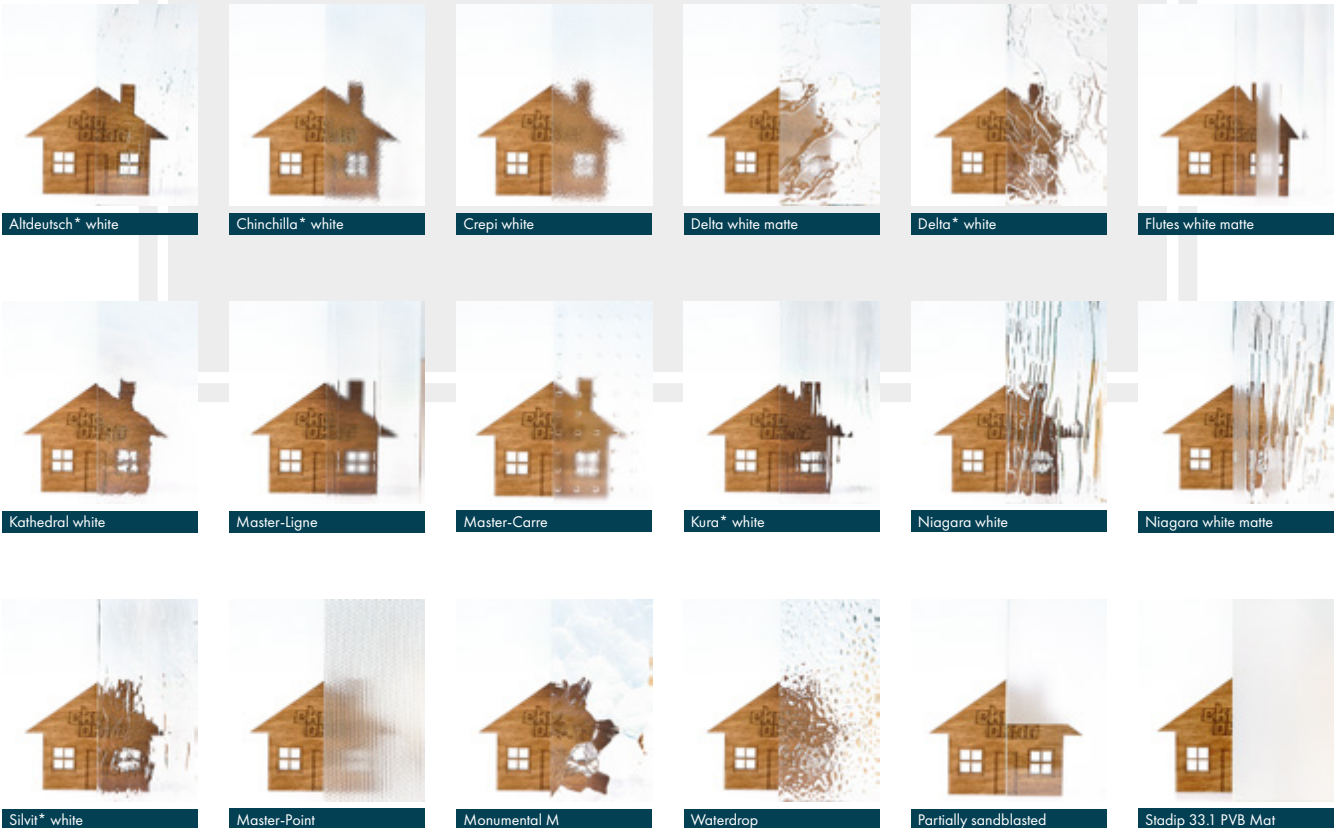 Altdeutsch* white
Chinchilla* white
Crepi white
Delta white matte
Delta* white
Flutes white matte
Kathedral white
Master-Ligne
Master-Carre
Kura* white
Niagara white
Niagara white matte
Silvit* white
Master-Point
Monumental M
Waterdrop
Partially sandblasted
Stadip 33.1 PVB Mat